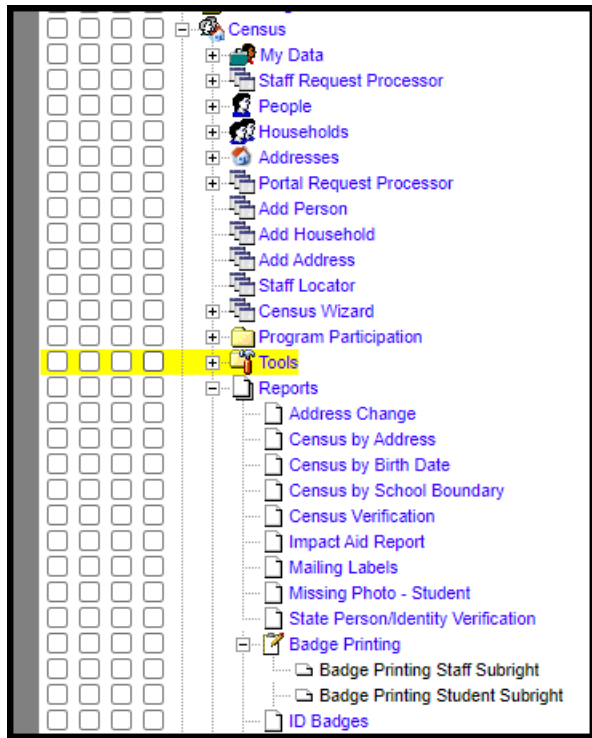 Census
My Data
Staff Request Processor
People
Households
Addresses
Portal Request Processor
Add Person
Add Household
Add Address
Staff Locator
Census Wizard
Program Participation
Tools
Reports
Address Change
Census by Address
Census by Birth Date
Census by School Boundary
Census Verification
Impact Aid Report
Mailing Labels
Missing Photo - Student
State Person/Identity Verification
Badge Printing
Badge Printing Staff Subright
Badge Printing Student Subright
ID Badges